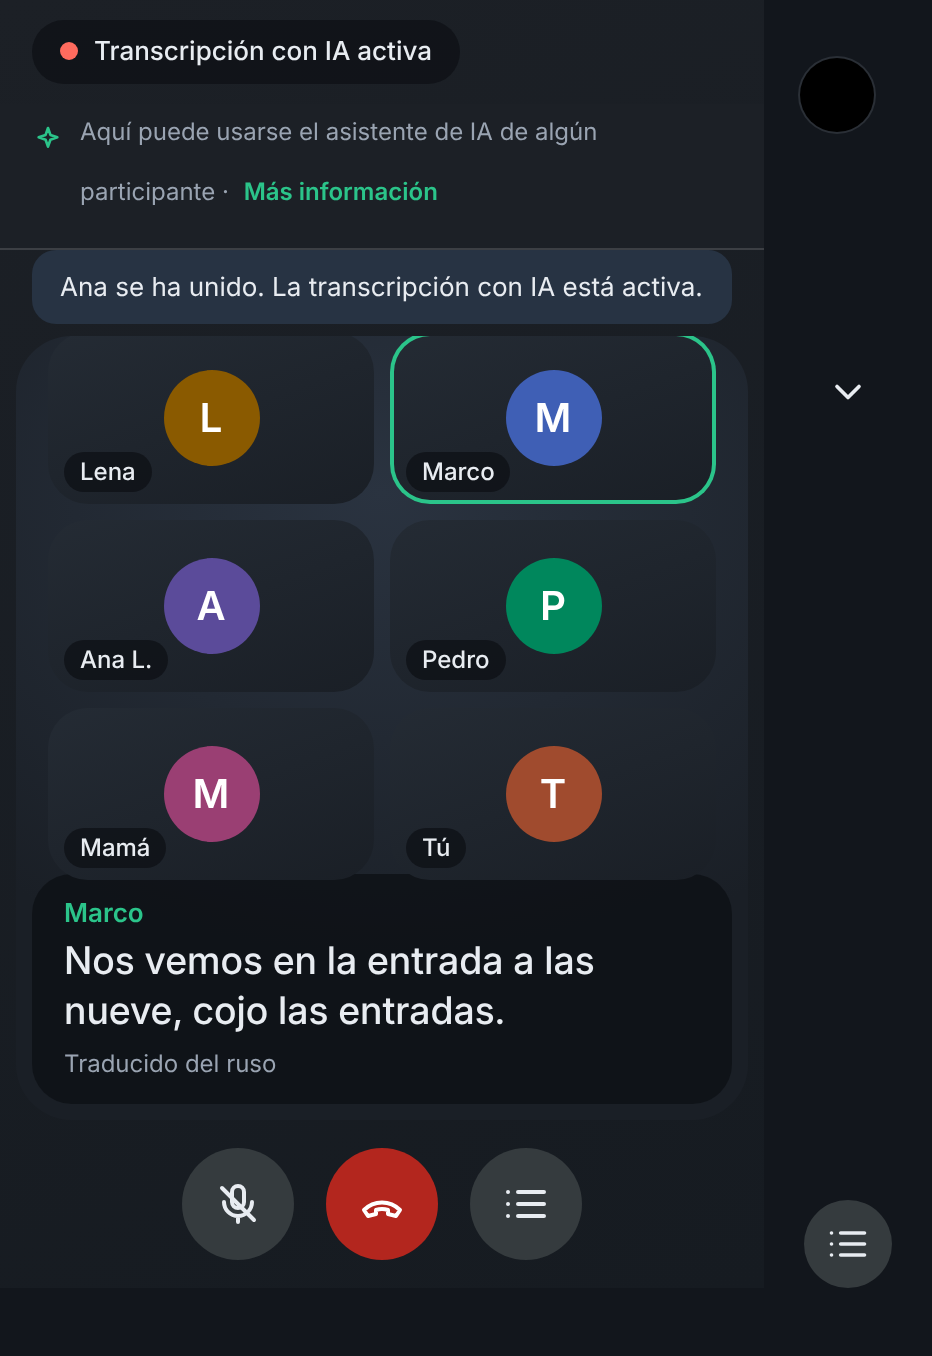 Transcripción con IA activa
Aquí puede usarse el asistente de IA de algún
participante · Más información
Ana se ha unido. La transcripción con IA está activa.
L
Lena
M
Marco
A
Ana L.
P
Pedro
M
Mamá
T
Tú
Marco
Nos vemos en la entrada a las
nueve, cojo las entradas.
Traducido del ruso